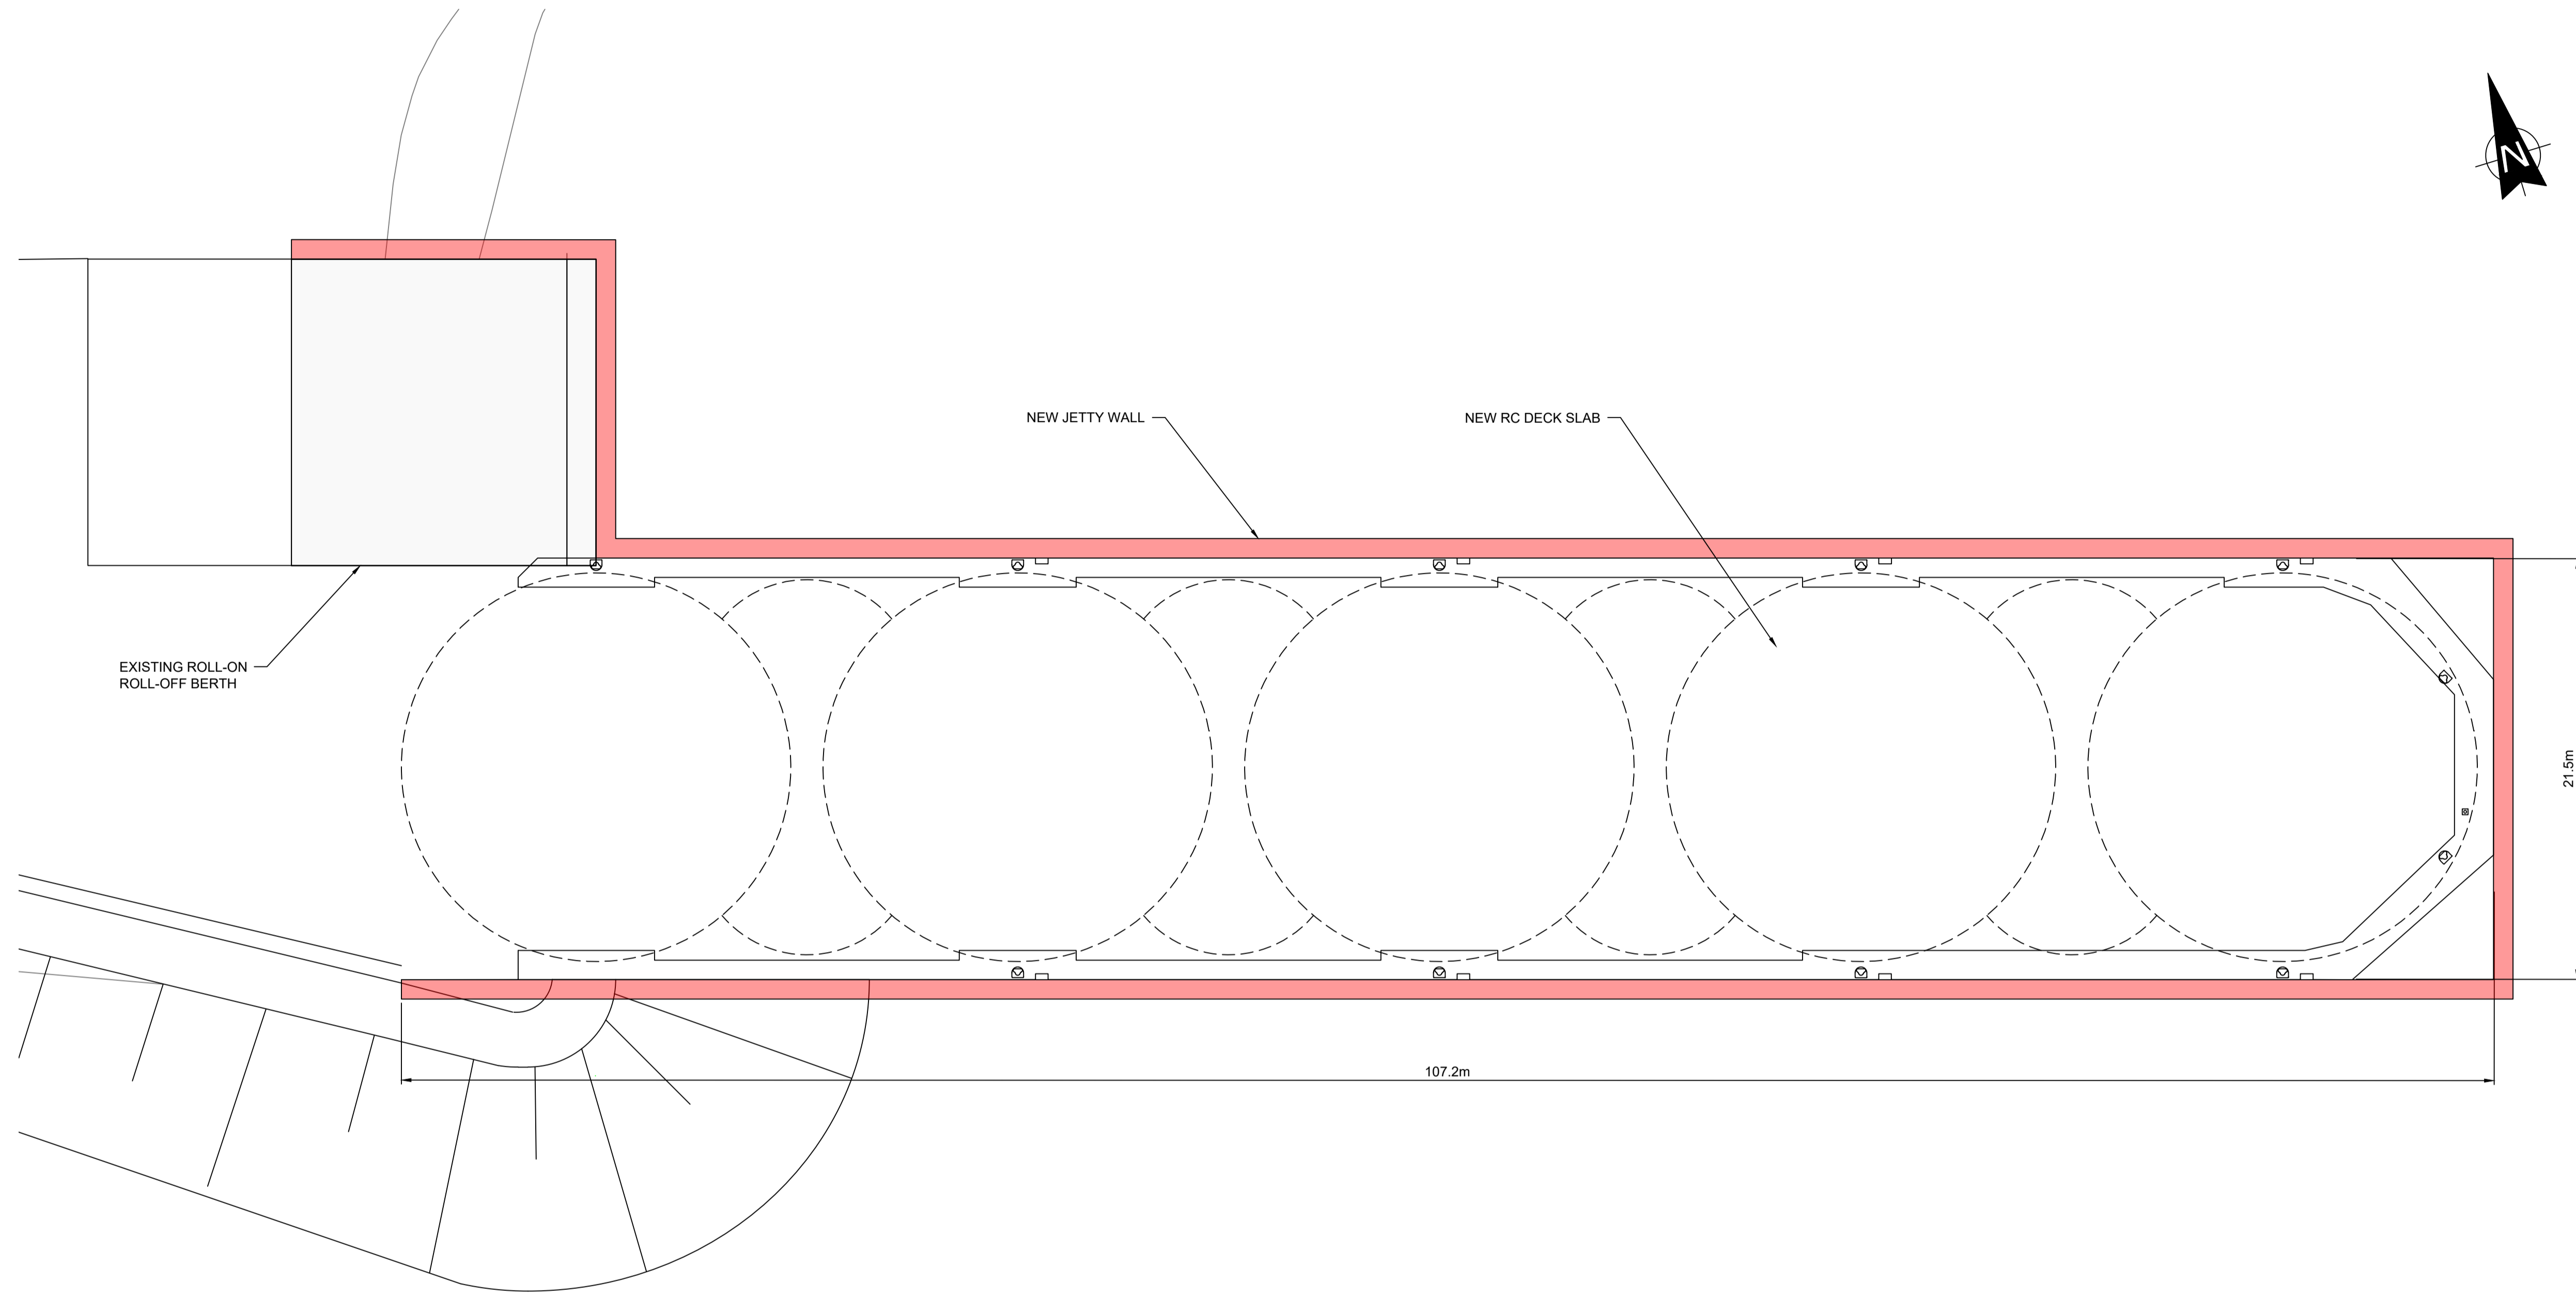 N
NEW JETTY WALL
NEW RC DECK SLAB
EXISTING ROLL-ON
ROLL-OFF BERTH
21.5m
107.2m